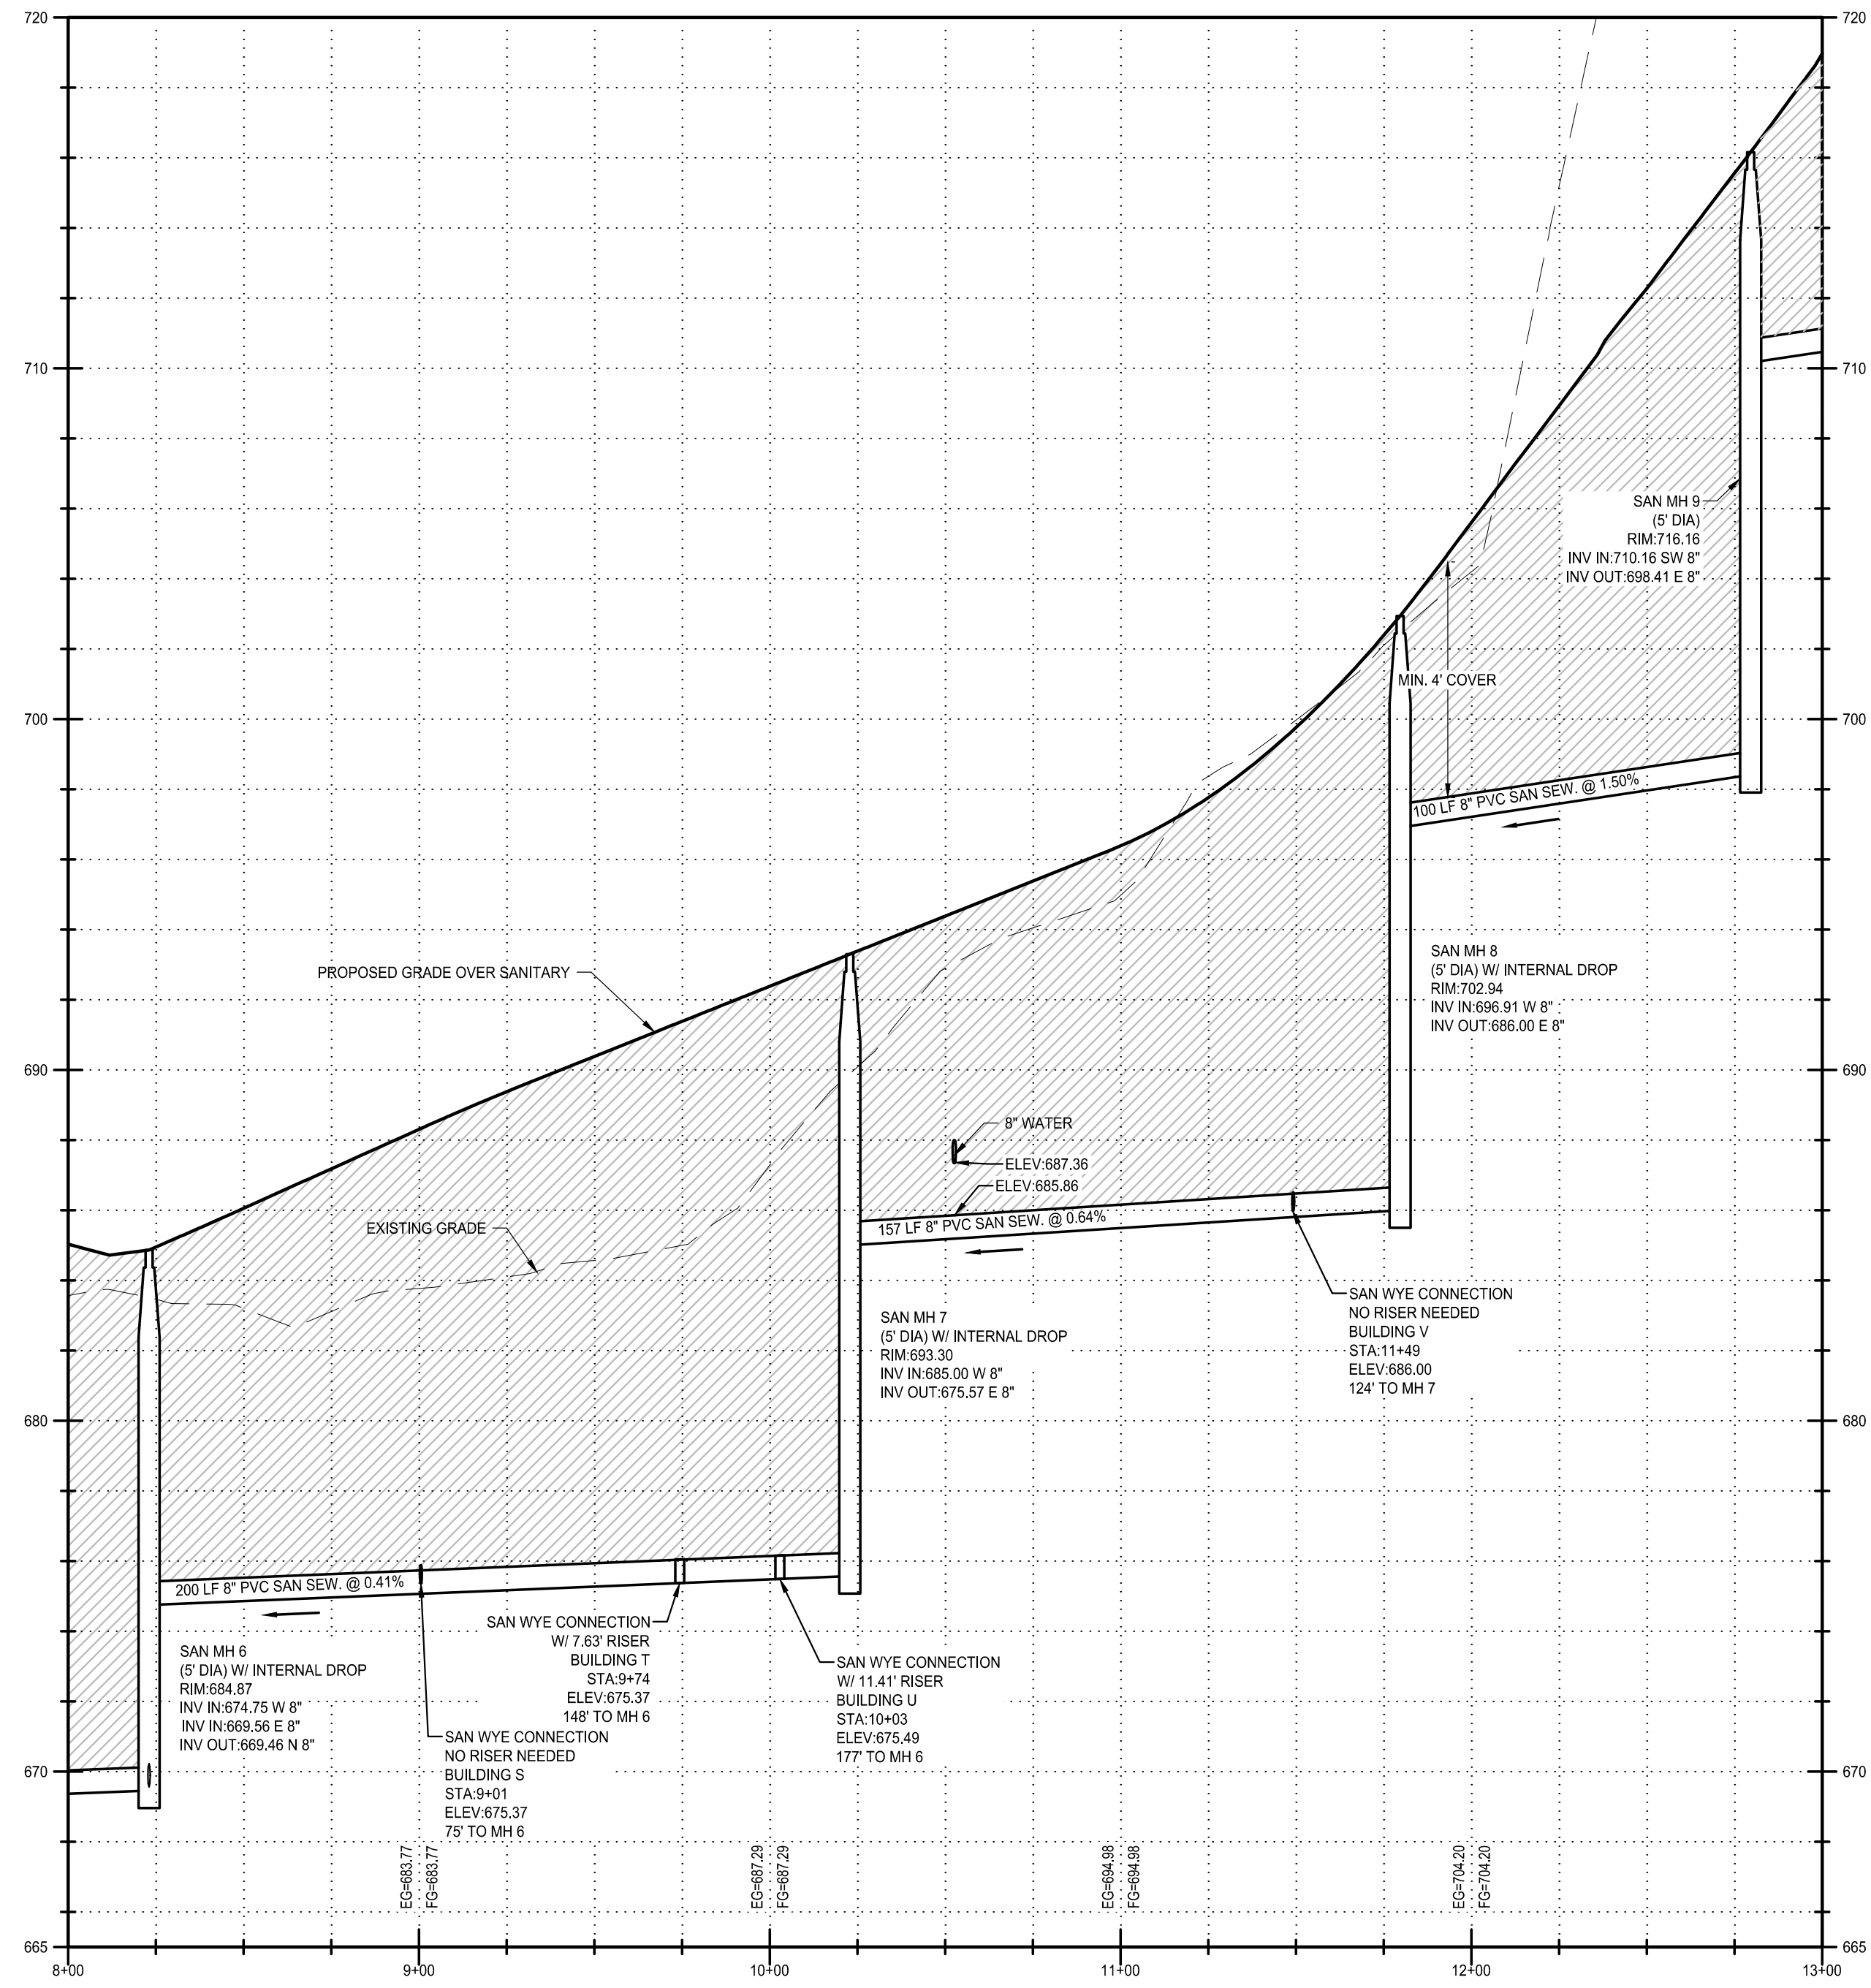 720
720
710
710
SAN MH 9
(5' DIA)
RIM:716.16
INV IN:710.16 SW 8"
INV OUT:698.41 E 8"
700
700
MIN. 4' COVER
100 LF 8" PVC SAN SEW. @ 1.50%
SAN MH 8
(5' DIA) W/ INTERNAL DROP
RIM:702.94
INV IN:696.91 W 8"
INV OUT:686.00 E 8"
PROPOSED GRADE OVER SANITARY
690
690
8" WATER
ELEV:687.36
ELEV:685.86
EXISTING GRADE
157 LF 8" PVC SAN SEW. @ 0.64%
SAN MH 7
(5' DIA) W/ INTERNAL DROP
RIM:693.30
INV IN:685.00 W 8"
INV OUT:675.57 E 8"
SAN WYE CONNECTION
NO RISER NEEDED
BUILDING V
STA:11+49
ELEV:686.00
124' TO MH 7
680
680
200 LF 8" PVC SAN SEW. @ 0.41%
SAN MH 6
(5' DIA) W/ INTERNAL DROP
RIM:684.87
INV IN:674.75 W 8"
INV IN:669.56 E 8"
INV OUT:669.46 N 8"
SAN WYE CONNECTION
W/ 7.63' RISER
BUILDING T
STA:9+74
ELEV:675.37
148' TO MH 6
SAN WYE CONNECTION
W/ 11.41' RISER
BUILDING U
STA:10+03
ELEV:675.49
177' TO MH 6
SAN WYE CONNECTION
NO RISER NEEDED
BUILDING S
STA:9+01
ELEV:675.37
75' TO MH 6
670
670
EG=683.77
FG=683.77
EG=687.29
FG=687.29
EG=694.98
FG=694.98
EG=704.20
FG=704.20
665
665
8+00
9+00
10+00
11+00
12+00
13+00